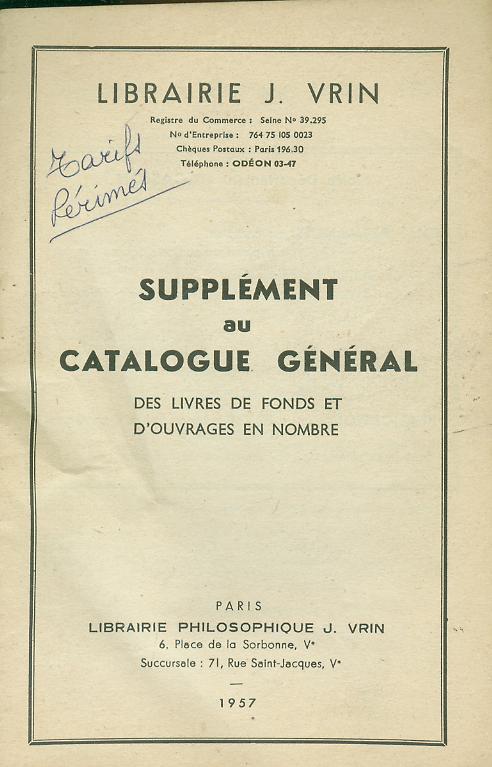 LIBRAIRIE J. VRIN
Registre du Commerce : Seine No 39.295
No d'Entreprise : 764 75 105 0023
Chèques Postaux : Paris 196.30
Téléphone : ODÉON 03-47
Tarifs
Périmés
SUPPLÉMENT
au
CATALOGUE GÉNÉRAL
DES LIVRES DE FONDS ET
D'OUVRAGES EN NOMBRE
PARIS
LIBRAIRIE PHILOSOPHIQUE J. VRIN
6, Place de la Sorbonne, Ve
Succursale : 71, Rue Saint-Jacques, Ve
1957